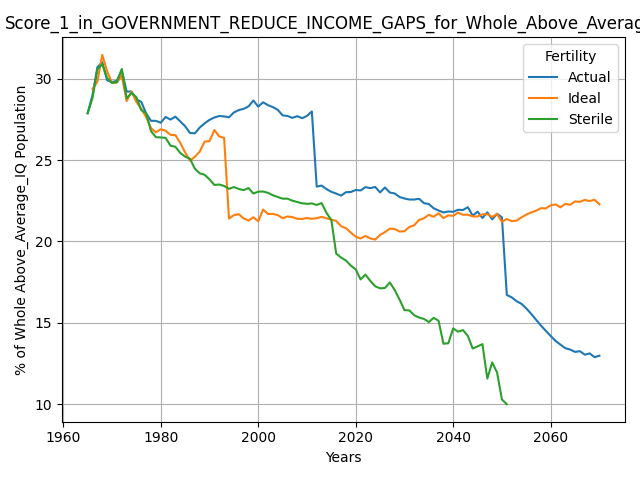 Score_1_in_GOVERNMENT_REDUCE_INCOME_GAPS_for_Whole_Above_Averag
Fertility
Actual
Ideal
Sterile
% of Whole Above_Average_IQ Population
30
25
20
15
10
1960
1980
2000
2020
2040
2060
Years